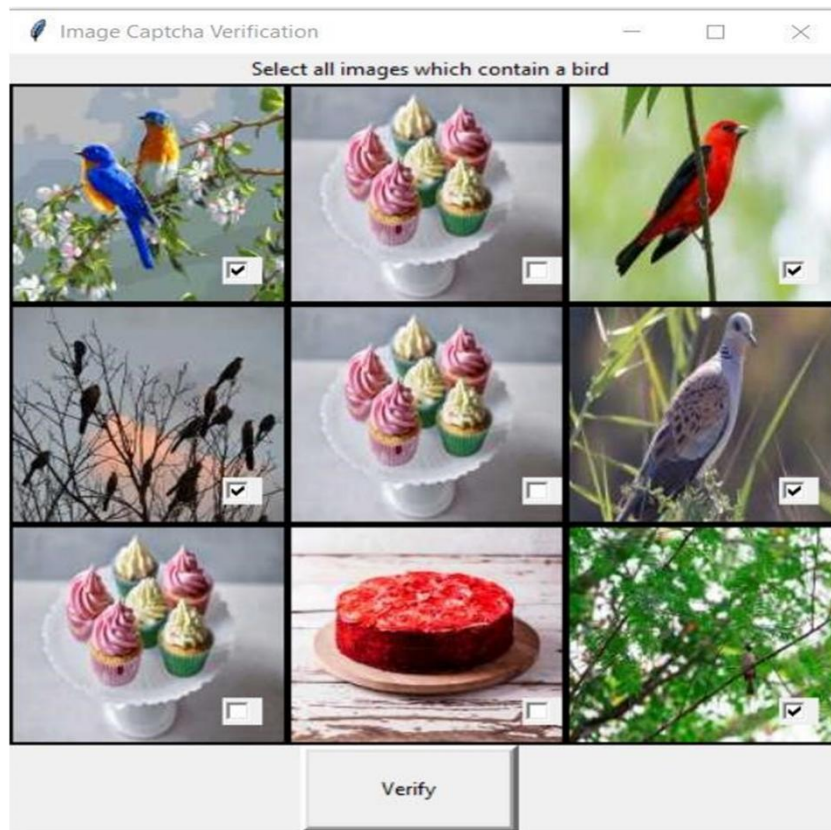 Image Captcha Verification
Select all images which contain a bird
Verify